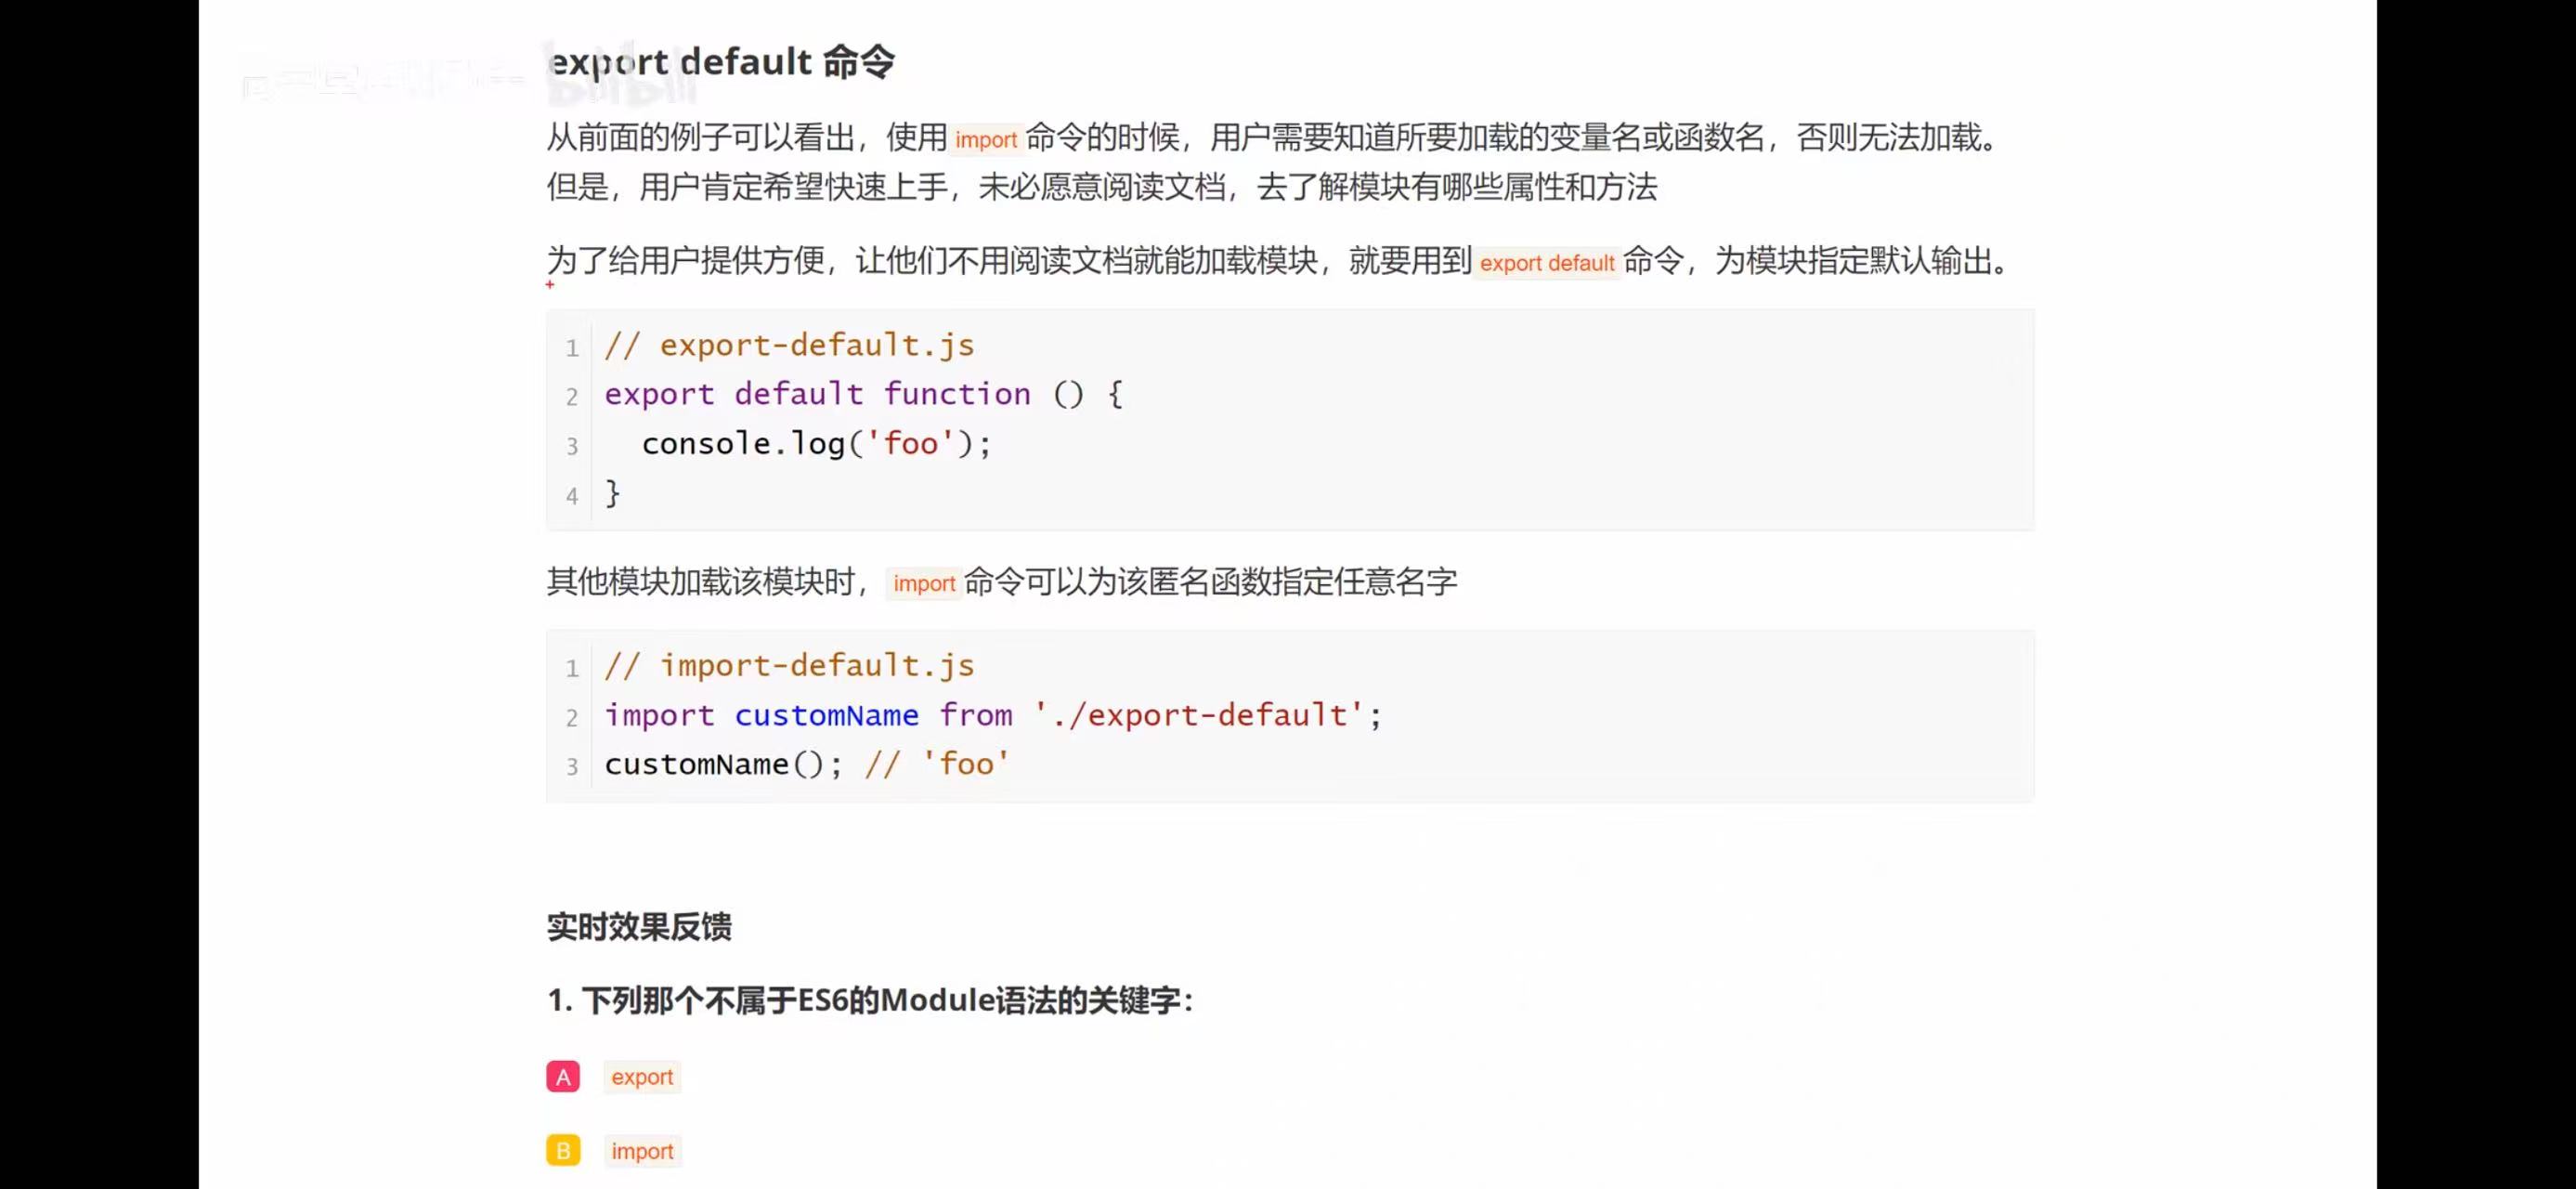 export default 命令
bilibili
从前面的例子可以看出，使用 import 命令的时候，用户需要知道所要加载的变量名或函数名，否则无法加载。
但是，用户肯定希望快速上手，未必愿意阅读文档，去了解模块有哪些属性和方法
为了给用户提供方便，让他们不用阅读文档就能加载模块，就要用到 export default 命令，为模块指定默认输出。
1 // export-default.js
2 export default function () {
3   console.log('foo');
4 }
其他模块加载该模块时， import 命令可以为该匿名函数指定任意名字
1 // import-default.js
2 import customName from './export-default';
3 customName(); // 'foo'
实时效果反馈
1. 下列那个不属于ES6的Module语法的关键字：
A export
B import